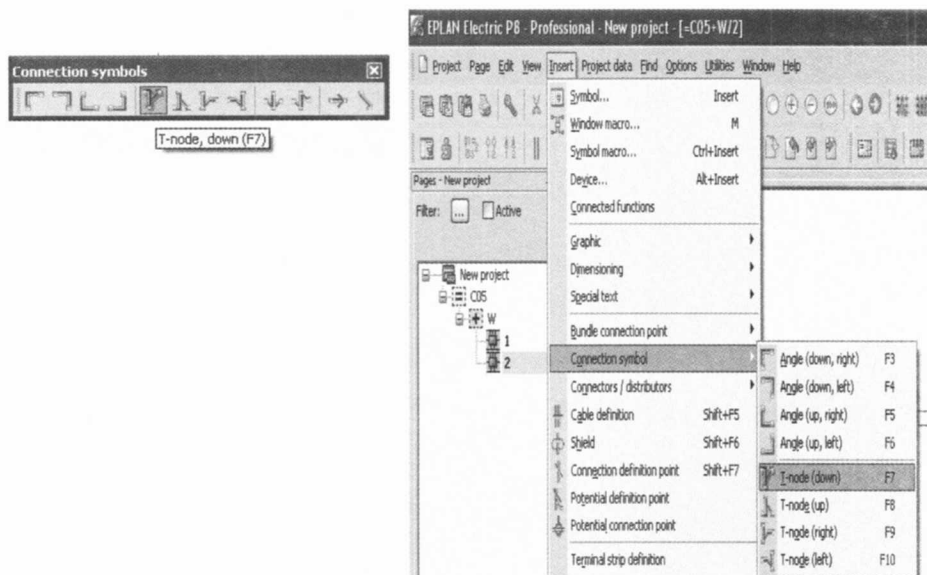 Connection symbols
T-node, down (F7)
EPLAN Electric P8 - Professional - New project - [=C05+W/2]
Project Page Edit View Insert Project data Find Options Utilities Window Help
Symbol... Insert
Window macro... M
Symbol macro... Ctrl+Insert
Device... Alt+Insert
Connected functions
Pages - New project
Filter: ... Active
Graphic
Dimensioning
Special text
New project
C05
W
1
2
Bundle connection point
Connection symbol
Connectors / distributors
Cable definition Shift+F5
Shield Shift+F6
Connection definition point Shift+F7
Potential definition point
Potential connection point
Terminal strip definition
Angle (down, right) F3
Angle (down, left) F4
Angle (up, right) F5
Angle (up, left) F6
T-node (down) F7
T-node (up) F8
T-node (right) F9
T-node (left) F10